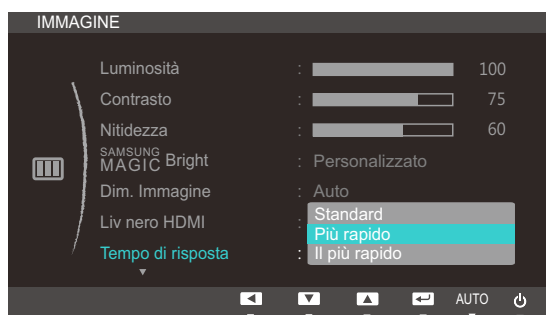 IMMAGINE
Luminosità : 100
Contrasto : 75
Nitidezza : 60
SAMSUNG MAGIC Bright : Personalizzato
Dim. Immagine : Auto
Liv nero HDMI :
Standard
Più rapido
Tempo di risposta : Il più rapido
AUTO